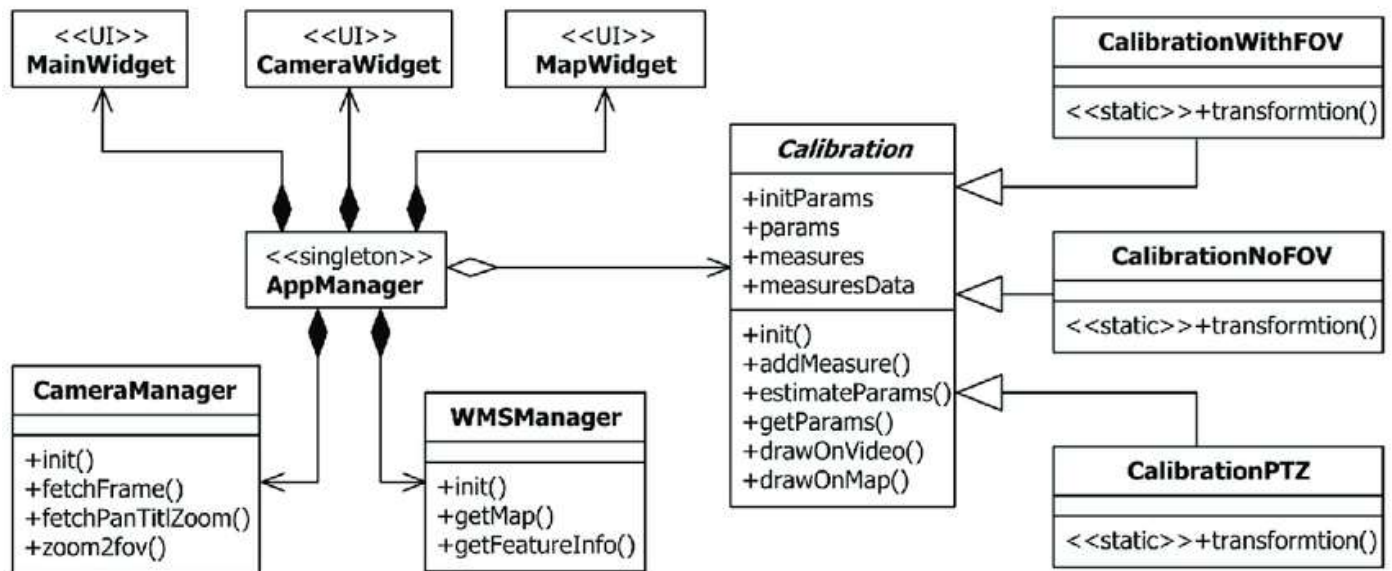 <<UI>>
MainWidget
<<UI>>
CameraWidget
<<UI>>
MapWidget
<<singleton>>
AppManager
CameraManager
+init()
+fetchFrame()
+fetchPanTitlZoom()
+zoom2fov()
WMSManager
+init()
+getMap()
+getFeatureInfo()
Calibration
+initParams
+params
+measures
+measuresData
+init()
+addMeasure()
+estimateParams()
+getParams()
+drawOnVideo()
+drawOnMap()
CalibrationWithFOV
<<static>>+transformtion()
CalibrationNoFOV
<<static>>+transformtion()
CalibrationPTZ
<<static>>+transformtion()